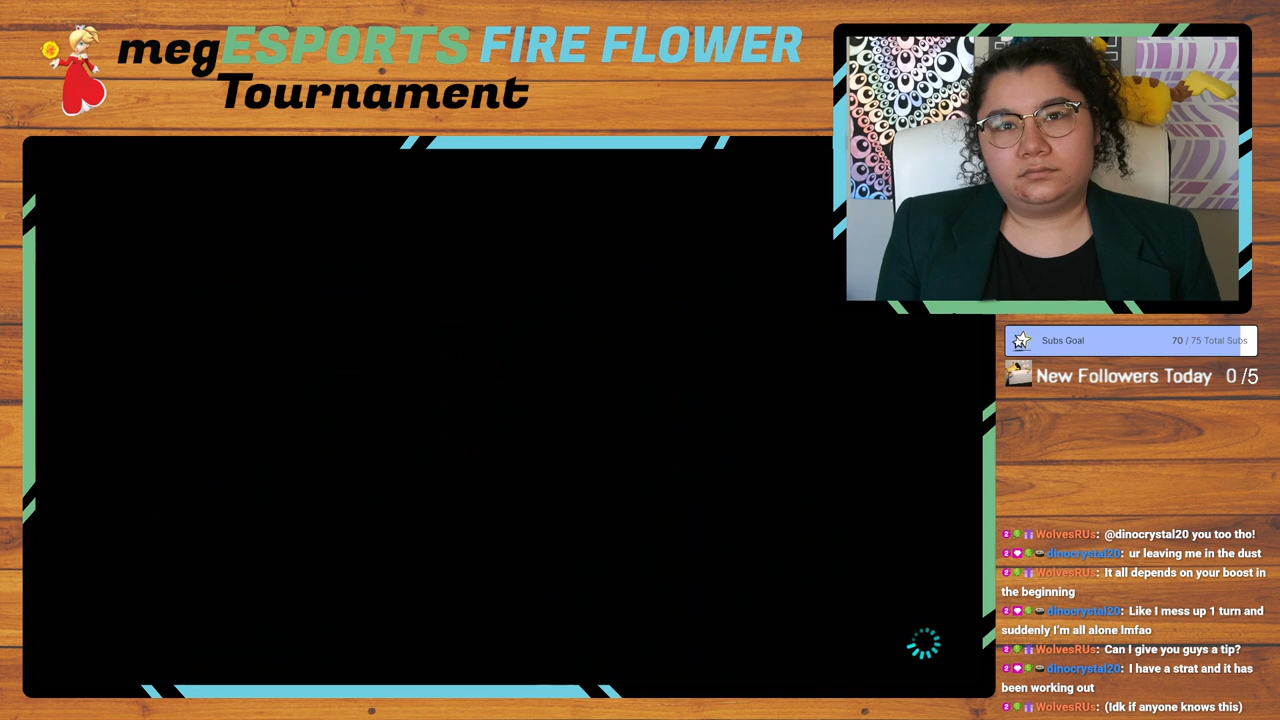 megESPORTS FIRE FLOWER
Tournament
Subs Goal 70 / 75 Total Subs
New Followers Today 0 /5
WolvesRUs: @dinocrystal20 you too tho!
dinocrystal20: ur leaving me in the dust
WolvesRUs: It all depends on your boost in
the beginning
dinocrystal20: Like I mess up 1 turn and
suddenly I'm all alone lmfao
WolvesRUs: Can I give you guys a tip?
dinocrystal20: I have a strat and it has
been working out
WolvesRUs: (Idk if anyone knows this)